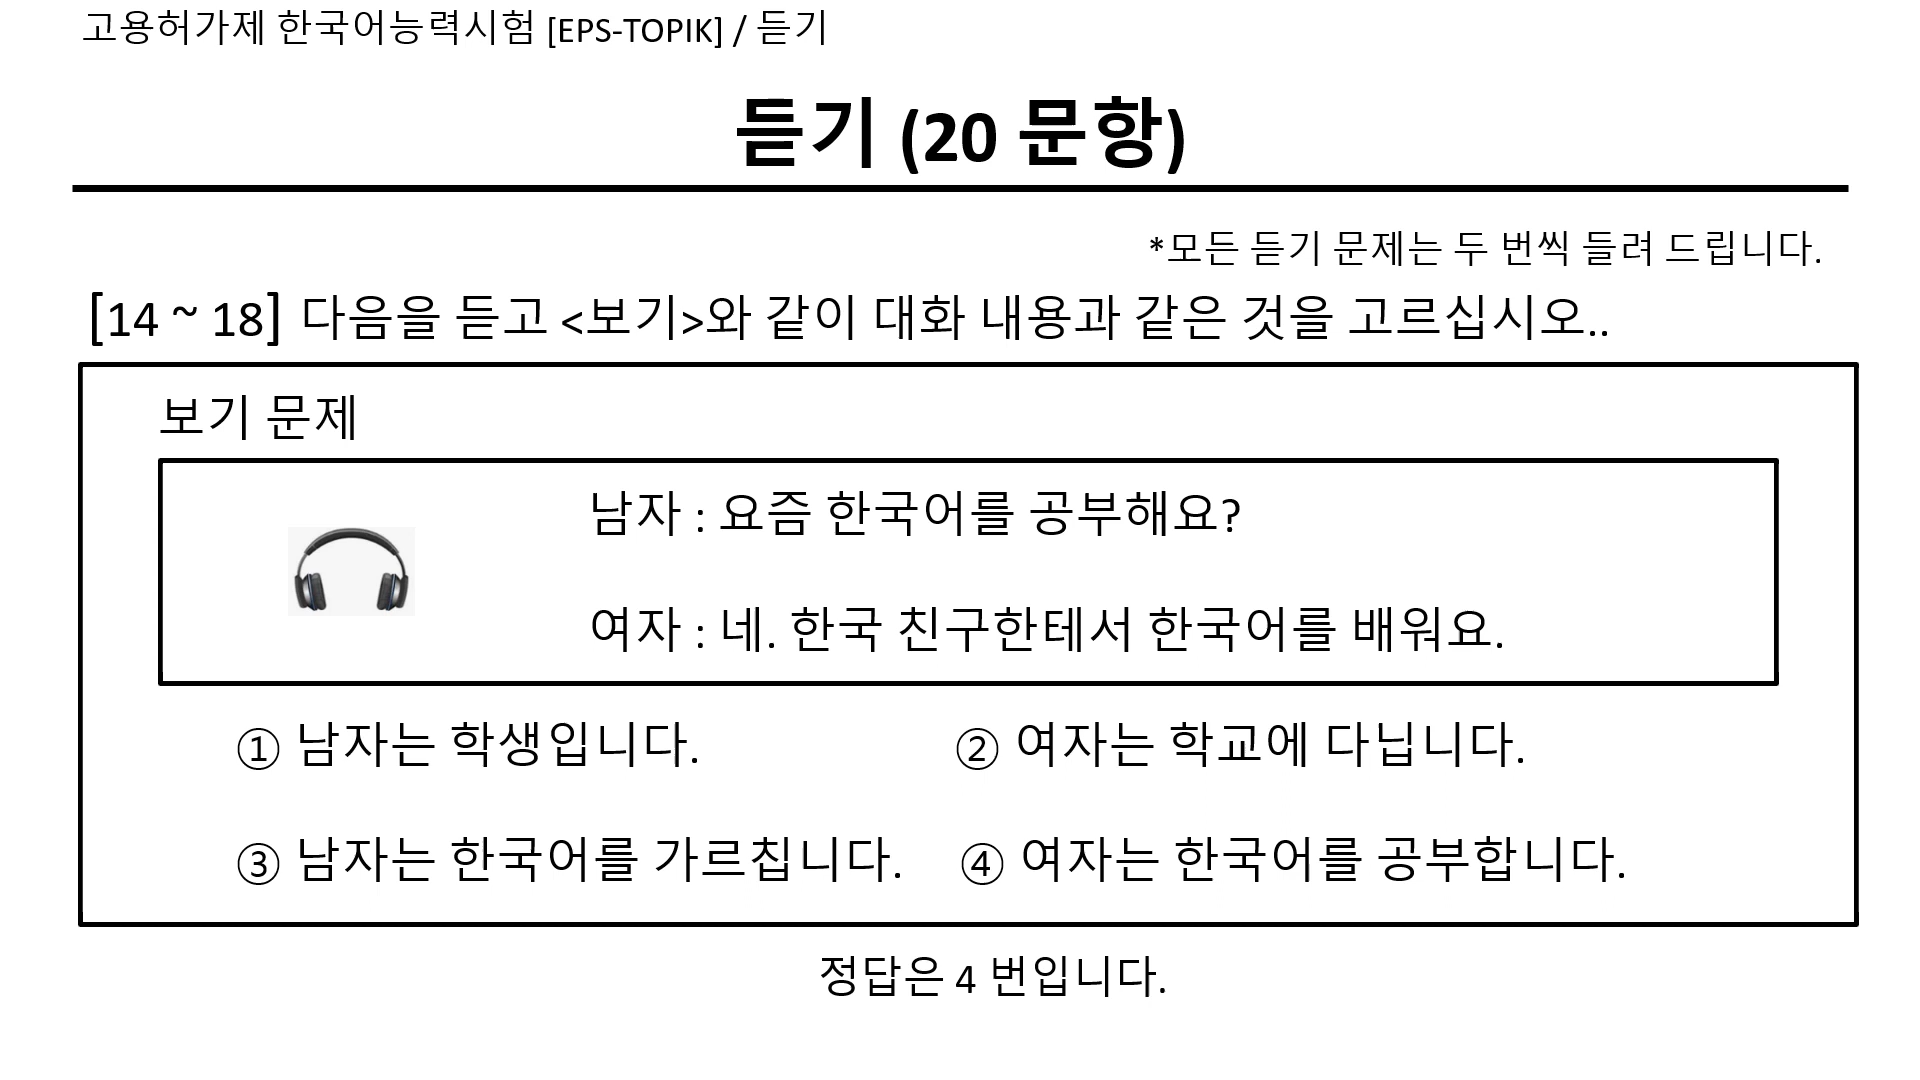 고용허가제 한국어능력시험 [EPS-TOPIK] / 듣기
듣기 (20 문항)
*모든 듣기 문제는 두 번씩 들려 드립니다.
[14 ~ 18] 다음을 듣고 <보기>와 같이 대화 내용과 같은 것을 고르십시오..
보기 문제
남자 : 요즘 한국어를 공부해요?
여자 : 네. 한국 친구한테서 한국어를 배워요.
① 남자는 학생입니다. ② 여자는 학교에 다닙니다.
③ 남자는 한국어를 가르칩니다. ④ 여자는 한국어를 공부합니다.
정답은 4 번입니다.